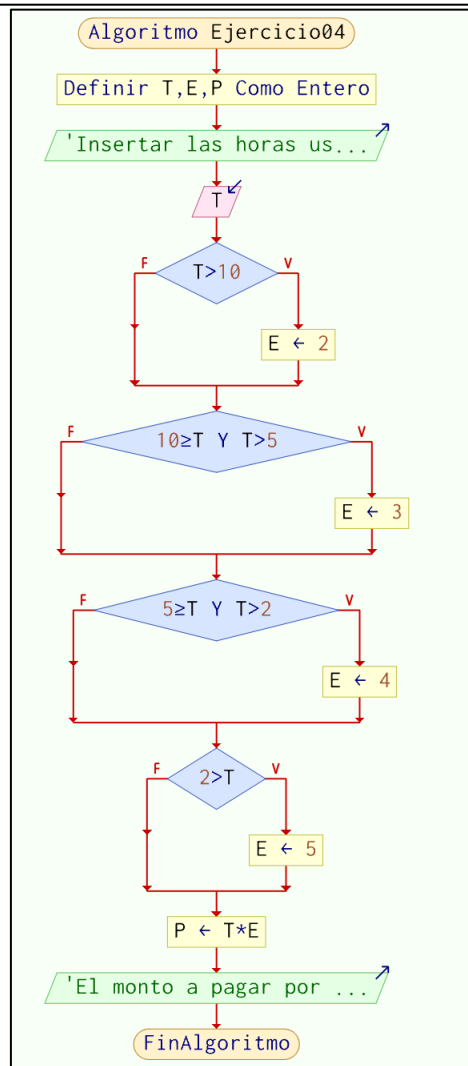 Algoritmo Ejercicio04
Definir T,E,P Como Entero
'Insertar las horas us...
T
F
T>10
V
E ← 2
F
10≥T Y T>5
V
E ← 3
F
5≥T Y T>2
V
E ← 4
F
2>T
V
E ← 5
P ← T*E
'El monto a pagar por ...
FinAlgoritmo